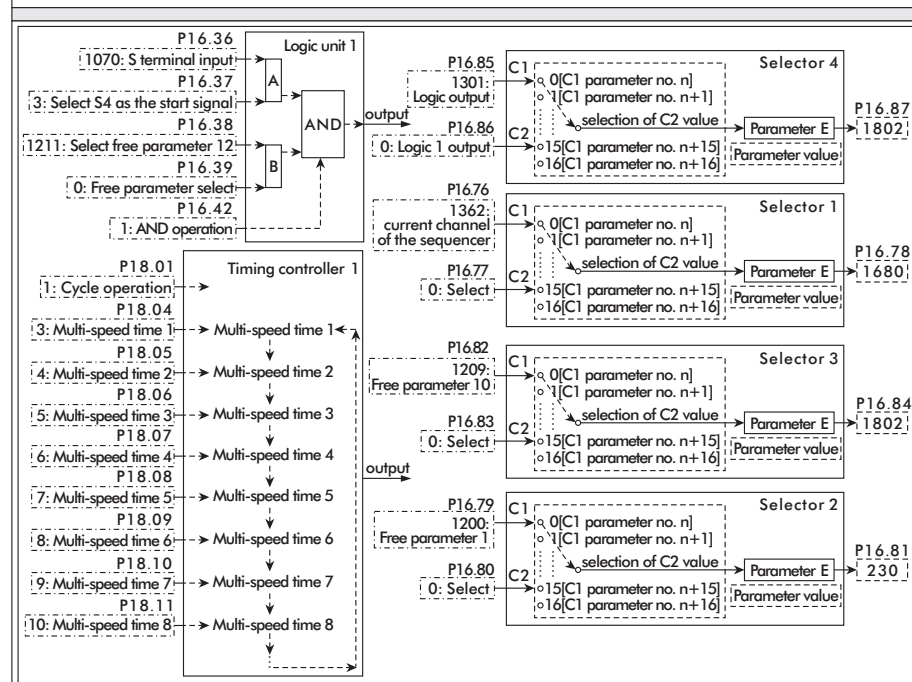 P16.36
1070: S terminal input
P16.37
3: Select S4 as the start signal
P16.38
1211: Select free parameter 12
P16.39
0: Free parameter select
P16.42
1: AND operation
Logic unit 1
A
B
AND
output
P18.01
1: Cycle operation
P18.04
3: Multi-speed time 1
P18.05
4: Multi-speed time 2
P18.06
5: Multi-speed time 3
P18.07
6: Multi-speed time 4
P18.08
7: Multi-speed time 5
P18.09
8: Multi-speed time 6
P18.10
9: Multi-speed time 7
P18.11
10: Multi-speed time 8
Timing controller 1
Multi-speed time 1
Multi-speed time 2
Multi-speed time 3
Multi-speed time 4
Multi-speed time 5
Multi-speed time 6
Multi-speed time 7
Multi-speed time 8
output
P16.85
1301:
Logic output
P16.86
0: Logic 1 output
C1
C2
Selector 4
0[C1 parameter no. n]
1[C1 parameter no. n+1]
selection of C2 value
15[C1 parameter no. n+15]
16[C1 parameter no. n+16]
Parameter E
Parameter value
P16.87
1802
P16.76
1362:
current channel
of the sequencer
P16.77
0: Select
C1
C2
Selector 1
0[C1 parameter no. n]
1[C1 parameter no. n+1]
selection of C2 value
15[C1 parameter no. n+15]
16[C1 parameter no. n+16]
Parameter E
Parameter value
P16.78
1680
P16.82
1209:
Free parameter 10
P16.83
0: Select
C1
C2
Selector 3
0[C1 parameter no. n]
1[C1 parameter no. n+1]
selection of C2 value
15[C1 parameter no. n+15]
16[C1 parameter no. n+16]
Parameter E
Parameter value
P16.84
1802
P16.79
1200:
Free parameter 1
P16.80
0: Select
C1
C2
Selector 2
0[C1 parameter no. n]
1[C1 parameter no. n+1]
selection of C2 value
15[C1 parameter no. n+15]
16[C1 parameter no. n+16]
Parameter E
Parameter value
P16.81
230